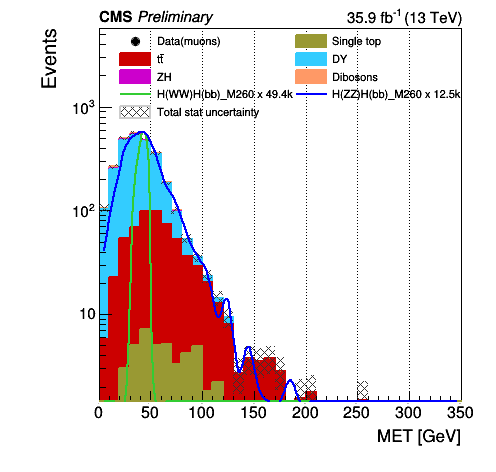 CMS Preliminary 35.9 fb⁻¹ (13 TeV)
Events
Data(muons) Single top
tt̄ DY
ZH Dibosons
H(WW)H(bb)_M260 x 49.4k H(ZZ)H(bb)_M260 x 12.5k
Total stat uncertainty
10³
10²
10
0 50 100 150 200 250 300 350
MET [GeV]